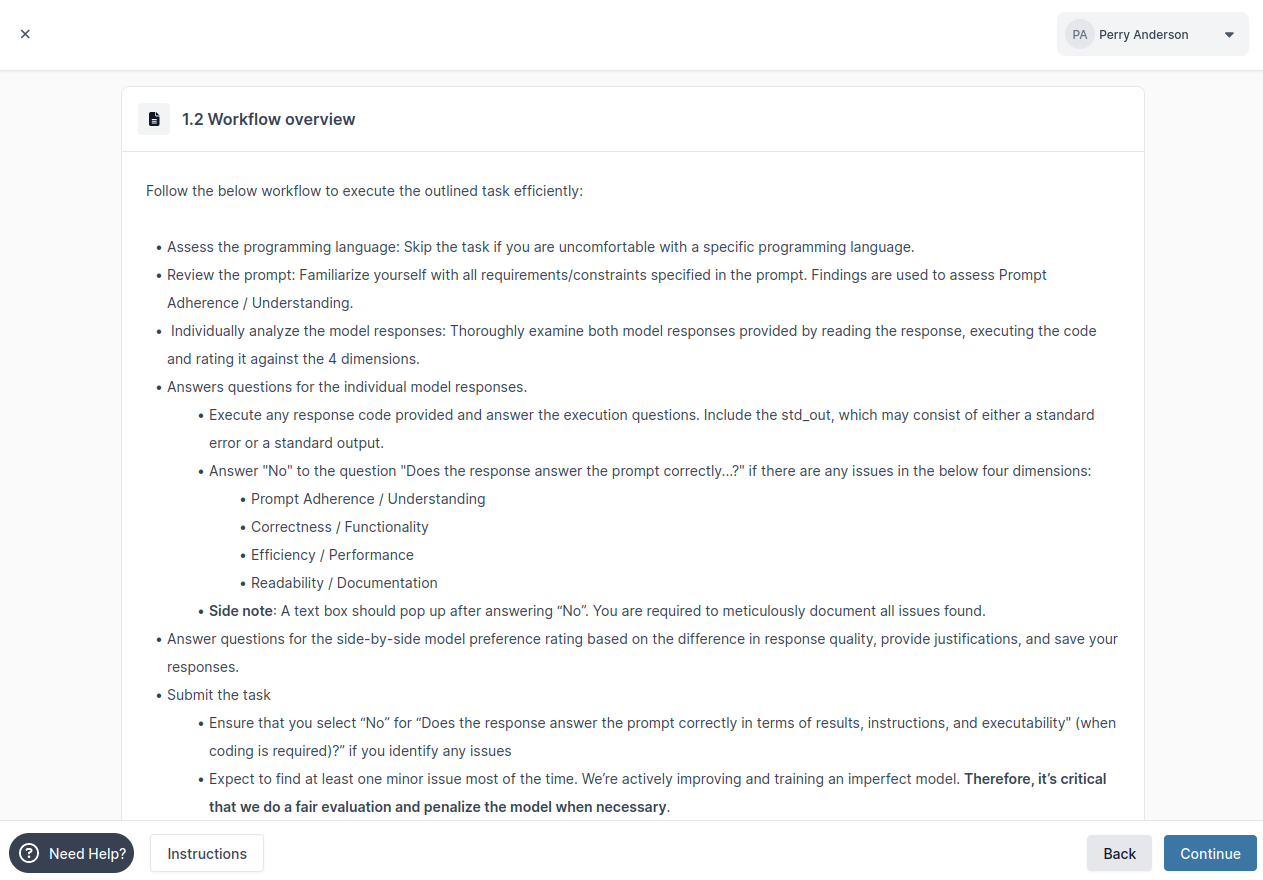 ✕
PA Perry Anderson
1.2 Workflow overview
Follow the below workflow to execute the outlined task efficiently:
• Assess the programming language: Skip the task if you are uncomfortable with a specific programming language.
• Review the prompt: Familiarize yourself with all requirements/constraints specified in the prompt. Findings are used to assess Prompt
Adherence / Understanding.
• Individually analyze the model responses: Thoroughly examine both model responses provided by reading the response, executing the code
and rating it against the 4 dimensions.
• Answers questions for the individual model responses.
• Execute any response code provided and answer the execution questions. Include the std_out, which may consist of either a standard
error or a standard output.
• Answer "No" to the question "Does the response answer the prompt correctly...?" if there are any issues in the below four dimensions:
• Prompt Adherence / Understanding
• Correctness / Functionality
• Efficiency / Performance
• Readability / Documentation
• Side note: A text box should pop up after answering “No”. You are required to meticulously document all issues found.
• Answer questions for the side-by-side model preference rating based on the difference in response quality, provide justifications, and save your
responses.
• Submit the task
• Ensure that you select “No” for “Does the response answer the prompt correctly in terms of results, instructions, and executability" (when
coding is required)?” if you identify any issues
• Expect to find at least one minor issue most of the time. We’re actively improving and training an imperfect model. Therefore, it’s critical
that we do a fair evaluation and penalize the model when necessary.
Need Help?
Instructions
Back
Continue